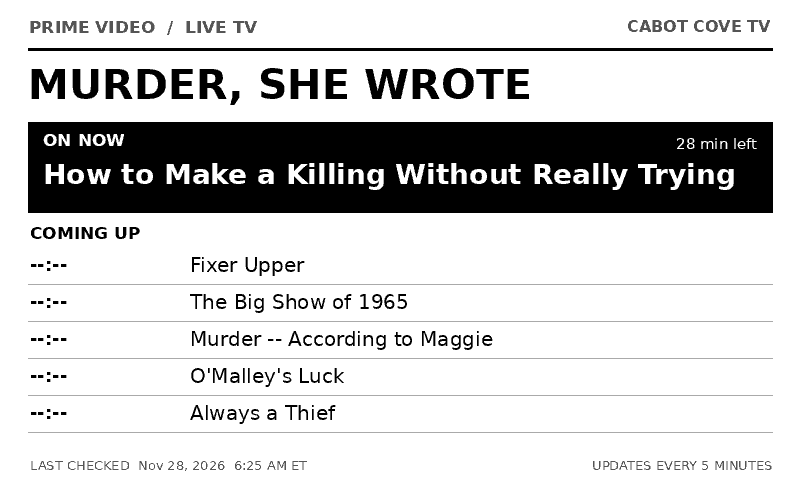 PRIME VIDEO / LIVE TV
CABOT COVE TV
MURDER, SHE WROTE
ON NOW
28 min left
How to Make a Killing Without Really Trying
COMING UP
--:-- Fixer Upper
--:-- The Big Show of 1965
--:-- Murder -- According to Maggie
--:-- O'Malley's Luck
--:-- Always a Thief
LAST CHECKED Nov 28, 2026 6:25 AM ET
UPDATES EVERY 5 MINUTES